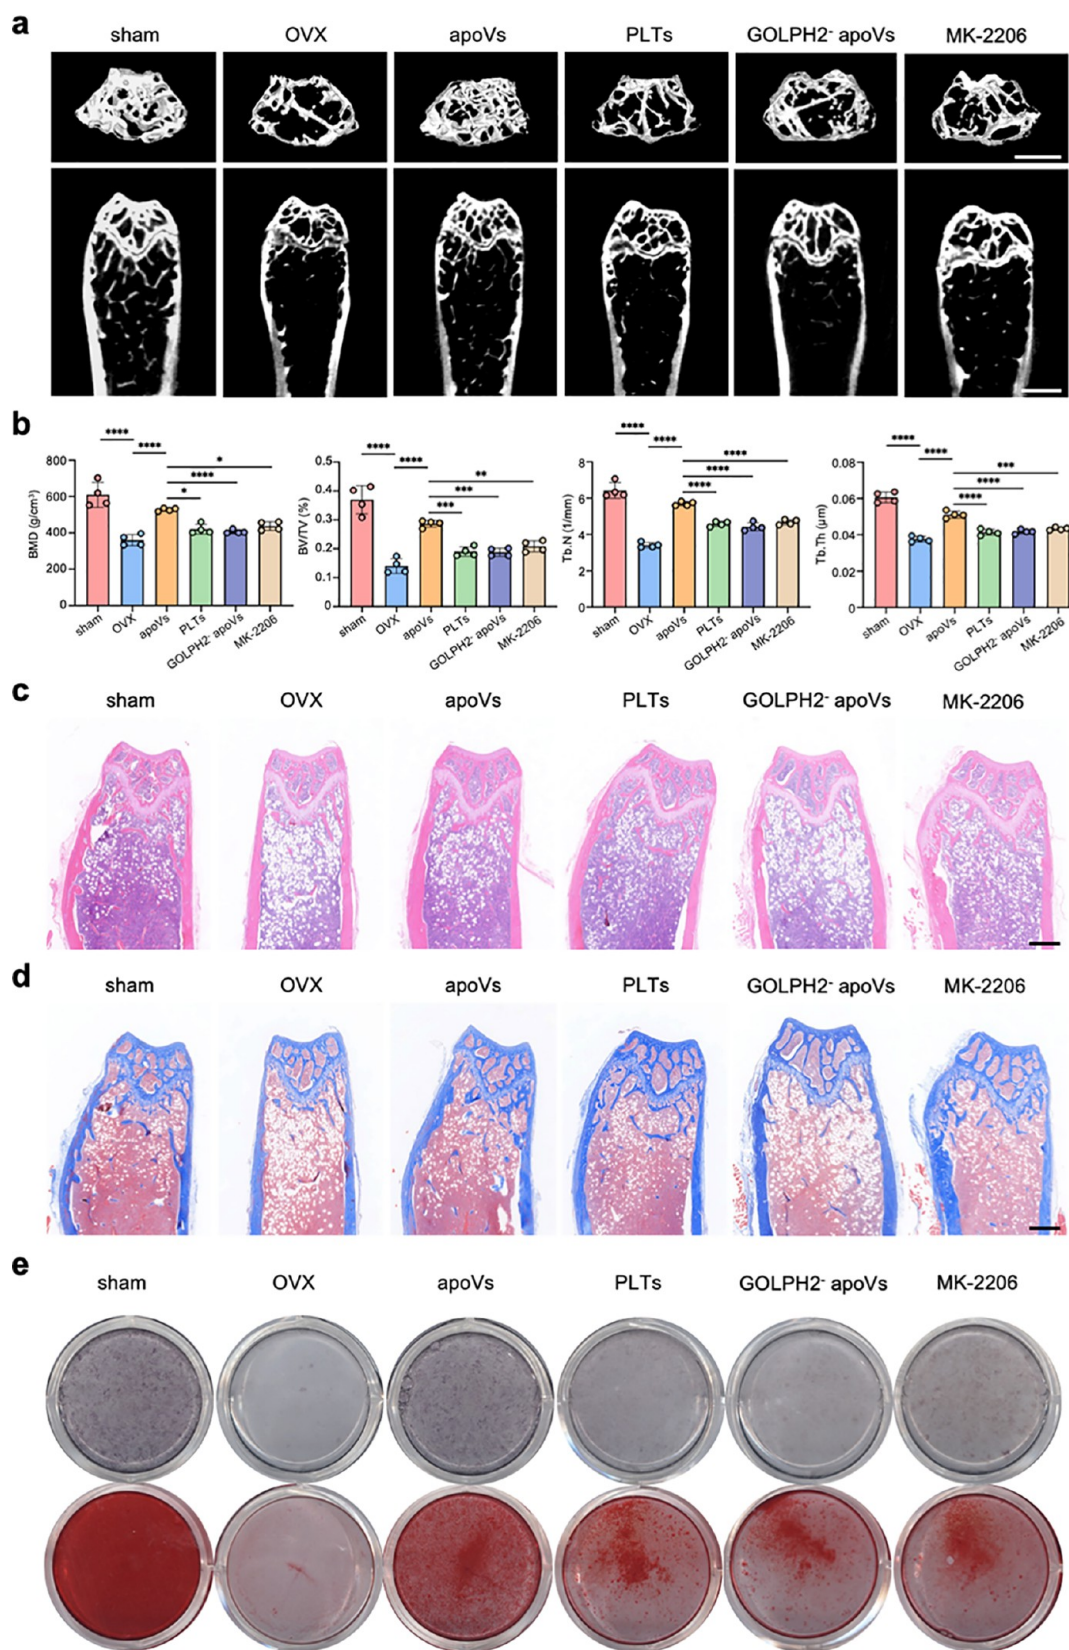 a
sham OVX apoVs PLTs GOLPH2⁻ apoVs MK-2206
b
**** **** * **** *
800
600
400
200
0
BMD (g/cm³)
sham OVX apoVs PLTs GOLPH2⁻ apoVs MK-2206
**** **** ** *** ***
0.5
0.4
0.3
0.2
0.1
0
BV/TV (%)
sham OVX apoVs PLTs GOLPH2⁻ apoVs MK-2206
**** **** **** **** ****
8
6
4
2
0
Tb.N (1/mm)
sham OVX apoVs PLTs GOLPH2⁻ apoVs MK-2206
**** **** *** **** ****
0.08
0.06
0.04
0.02
0
Tb.Th (μm)
sham OVX apoVs PLTs GOLPH2⁻ apoVs MK-2206
c
sham OVX apoVs PLTs GOLPH2⁻ apoVs MK-2206
d
sham OVX apoVs PLTs GOLPH2⁻ apoVs MK-2206
e
sham OVX apoVs PLTs GOLPH2⁻ apoVs MK-2206